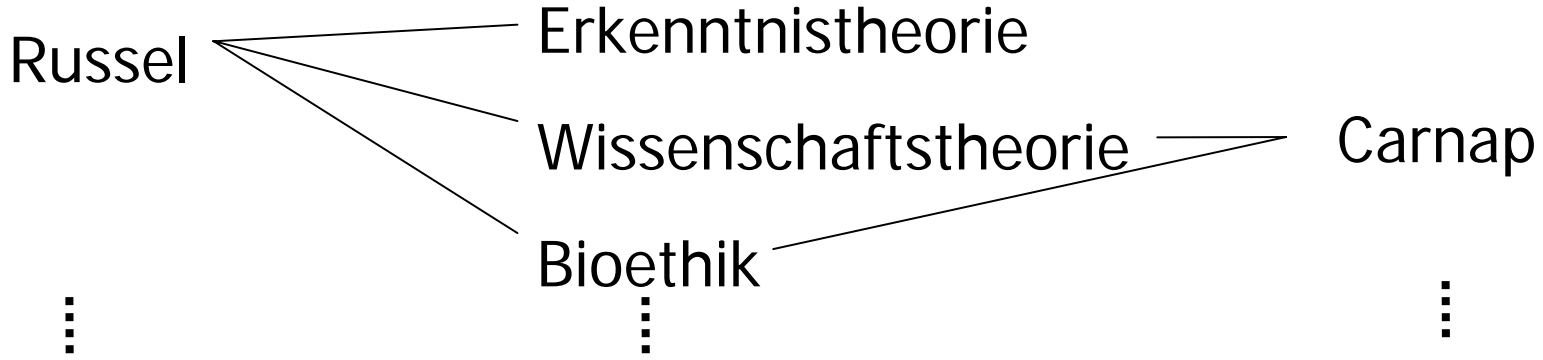 Russel
Erkenntnistheorie
Wissenschaftstheorie
Bioethik
Carnap